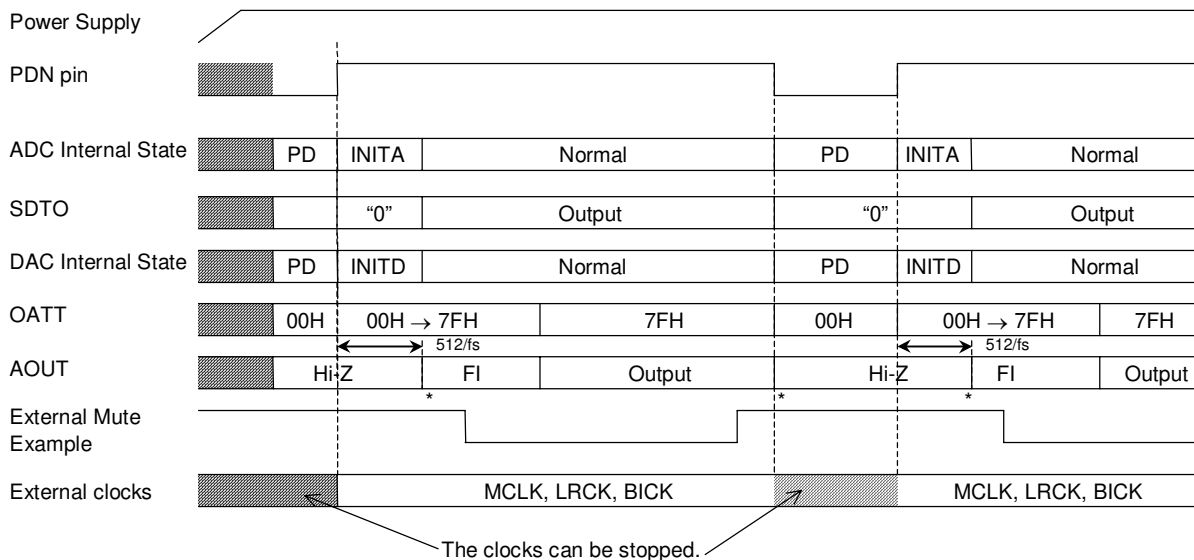 Power Supply
PDN pin
ADC Internal State PD INITA Normal PD INITA Normal
SDTO “0” Output “0” Output
DAC Internal State PD INITD Normal PD INITD Normal
OATT 00H 00H → 7FH 7FH 00H 00H → 7FH 7FH
512/fs 512/fs
AOUT Hi-Z FI Output Hi-Z FI Output
* * *
External Mute
Example
External clocks MCLK, LRCK, BICK MCLK, LRCK, BICK
The clocks can be stopped.